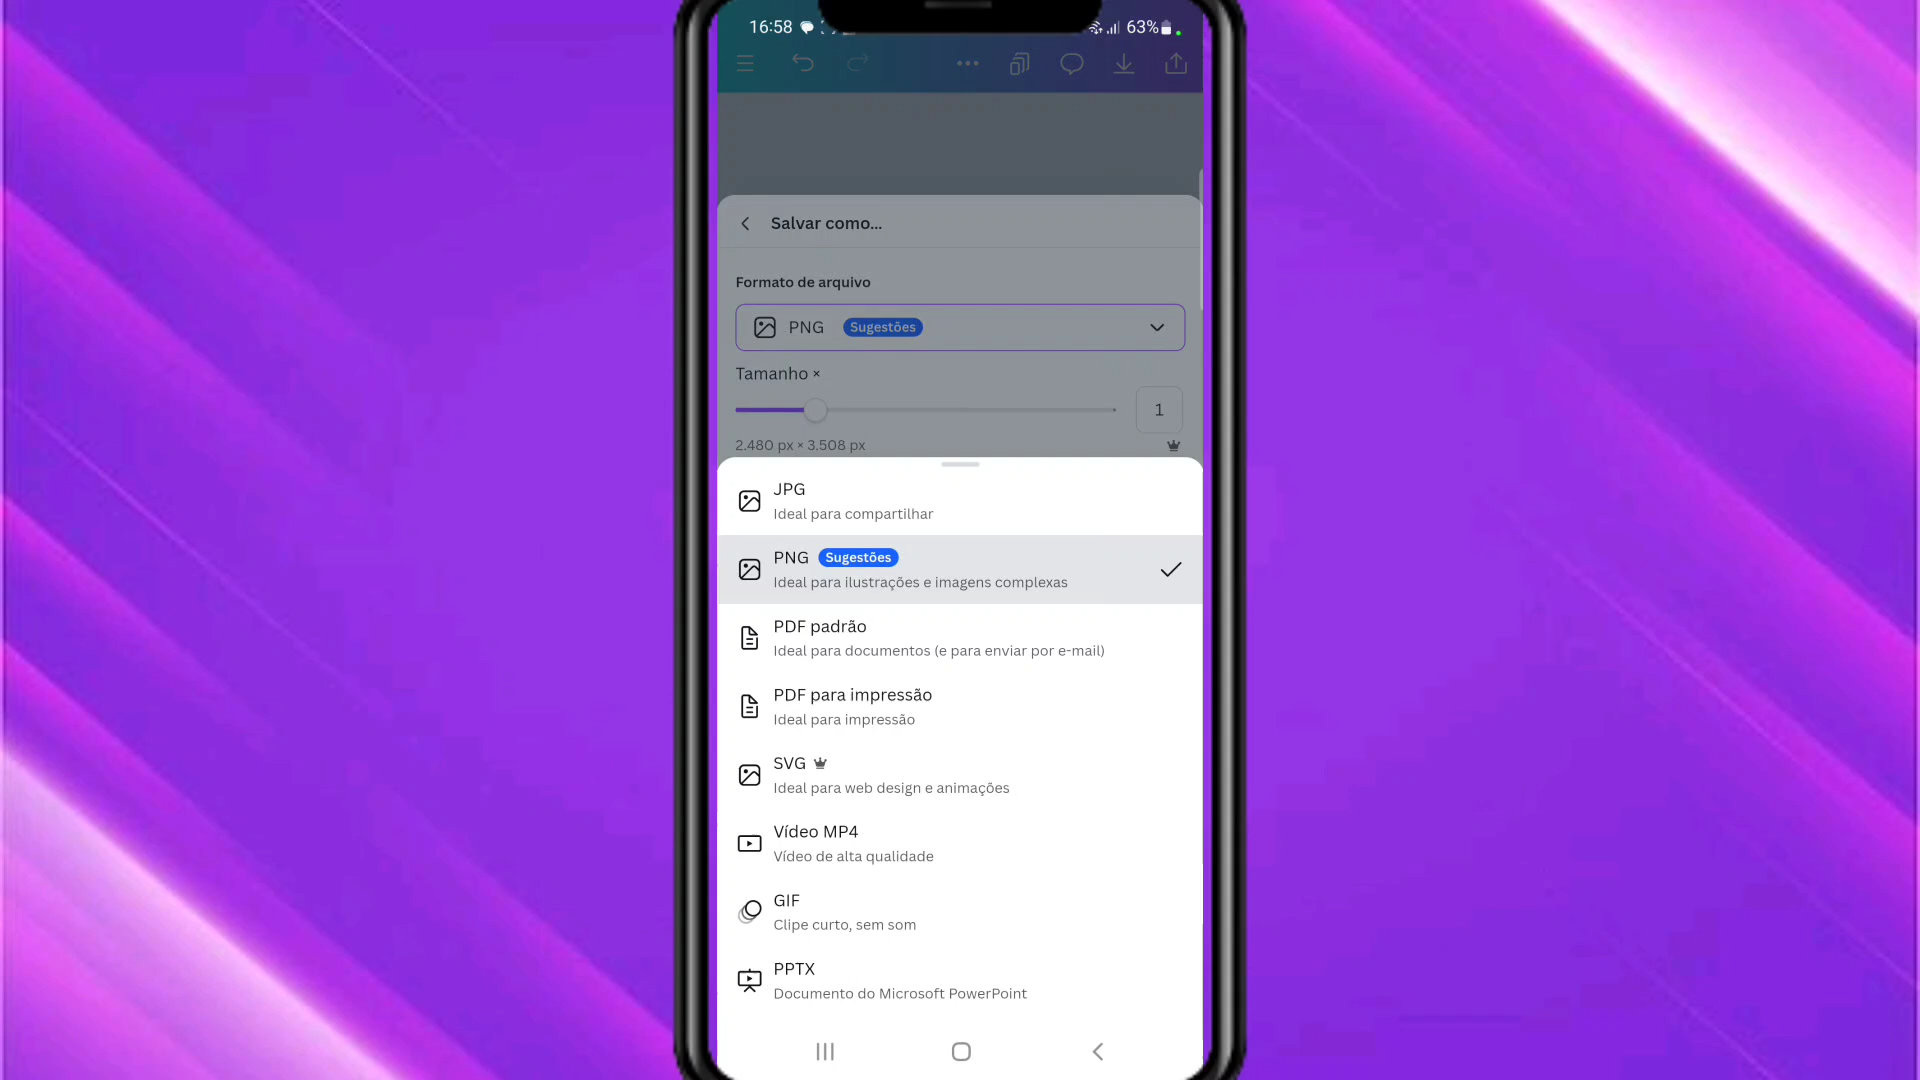 16:58
63%
Salvar como...
Formato de arquivo
PNG Sugestões
Tamanho ×
1
2.480 px × 3.508 px
JPG
Ideal para compartilhar
PNG Sugestões
Ideal para ilustrações e imagens complexas
PDF padrão
Ideal para documentos (e para enviar por e-mail)
PDF para impressão
Ideal para impressão
SVG
Ideal para web design e animações
Vídeo MP4
Vídeo de alta qualidade
GIF
Clipe curto, sem som
PPTX
Documento do Microsoft PowerPoint